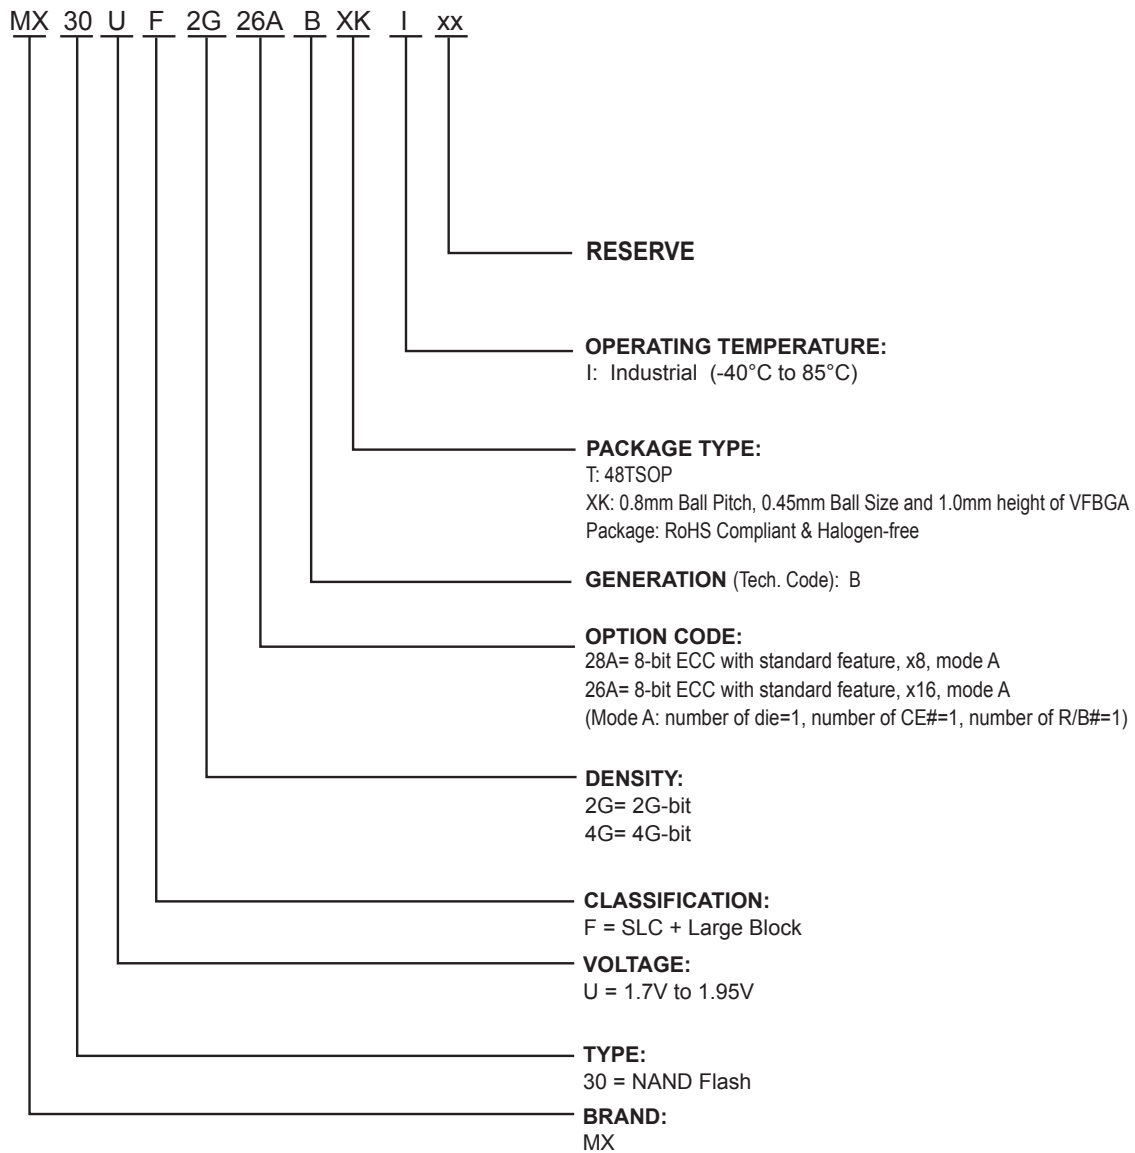 MX 30 U F 2G 26A B XK I xx
RESERVE
OPERATING TEMPERATURE:
I: Industrial (-40°C to 85°C)
PACKAGE TYPE:
T: 48TSOP
XK: 0.8mm Ball Pitch, 0.45mm Ball Size and 1.0mm height of VFBGA
Package: RoHS Compliant & Halogen-free
GENERATION (Tech. Code): B
OPTION CODE:
28A= 8-bit ECC with standard feature, x8, mode A
26A= 8-bit ECC with standard feature, x16, mode A
(Mode A: number of die=1, number of CE#=1, number of R/B#=1)
DENSITY:
2G= 2G-bit
4G= 4G-bit
CLASSIFICATION:
F = SLC + Large Block
VOLTAGE:
U = 1.7V to 1.95V
TYPE:
30 = NAND Flash
BRAND:
MX